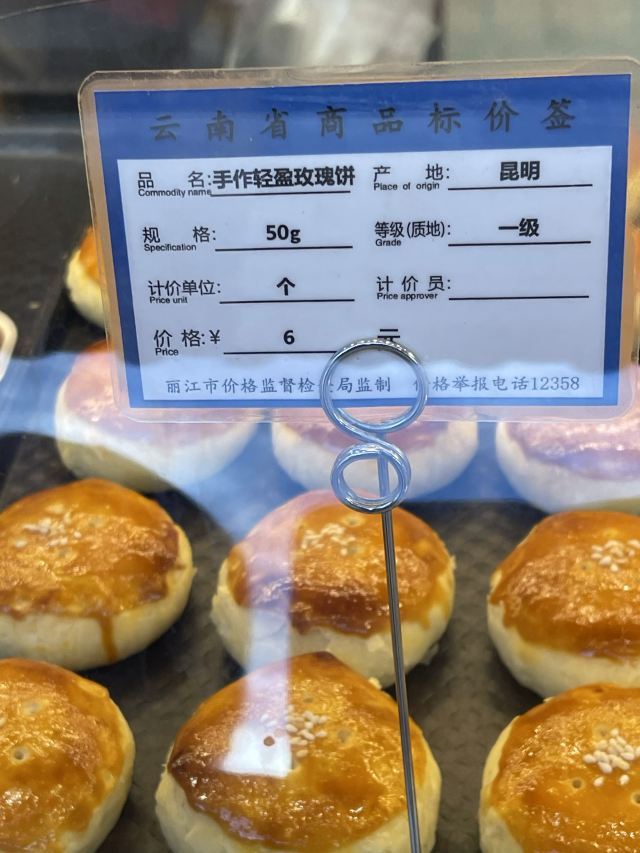 云南省商品标价签
品 名:手作轻盈玫瑰饼 产 地: 昆明
Commodity name Place of origin
规 格: 50g 等级(质地): 一级
Specification Grade
计价单位: 个 计价员:
Price unit Price approver
价 格:¥ 6 元
Price
丽江市价格监督检 局监制 价格举报电话12358